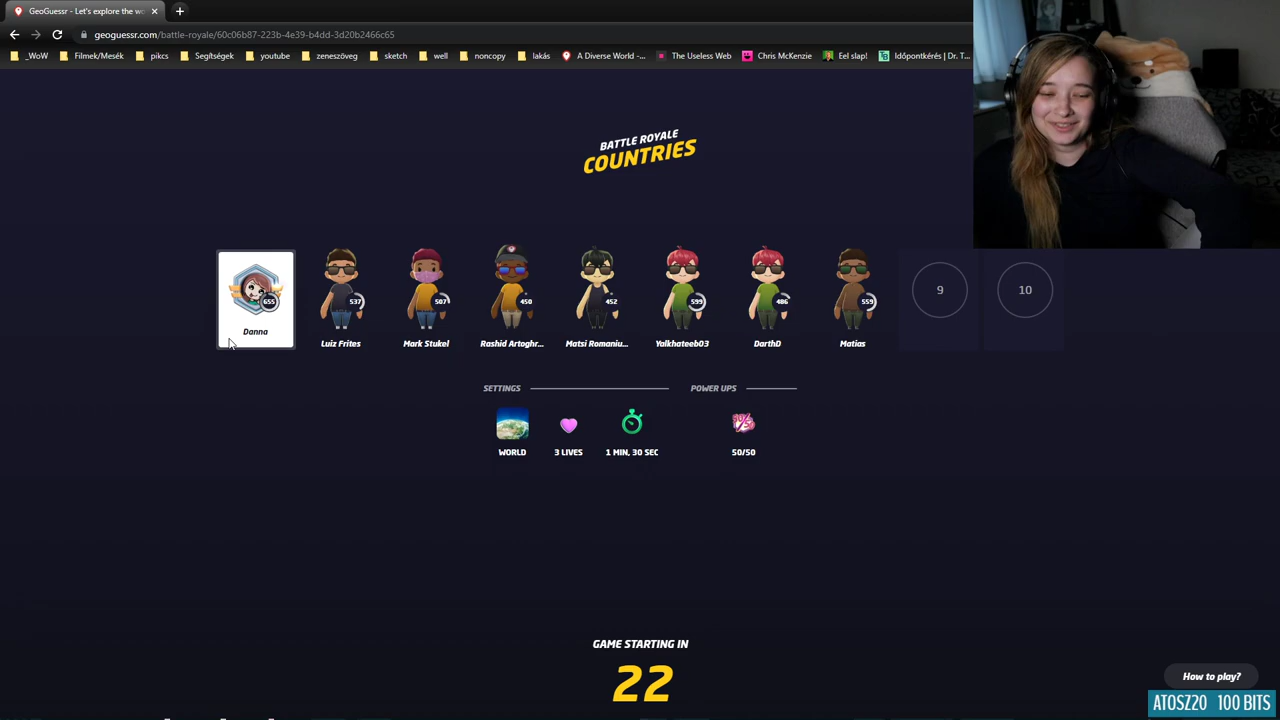 GeoGuessr - Let's explore the wo
geoguessr.com/battle-royale/60c06b87-223b-4e39-b4dd-3d20b2466c65
_WoW Filmek/Mesék pikcs Segítségek youtube zeneszöveg sketch well noncopy lakás A Diverse World -... The Useless Web Chris McKenzie Eel slap! Időpontkérés | Dr. T...
BATTLE ROYALE
COUNTRIES
655 537 507 450 452 599 486 559 9 10
Danna Luiz Frites Mark Stukel Rashid Artoghr... Matsi Romaniu... Yalkhateeb03 DarthD Matias
SETTINGS POWER UPS
50/50
WORLD 3 LIVES 1 MIN, 30 SEC 50/50
GAME STARTING IN
22
How to play?
ATOSZ20 100 BITS